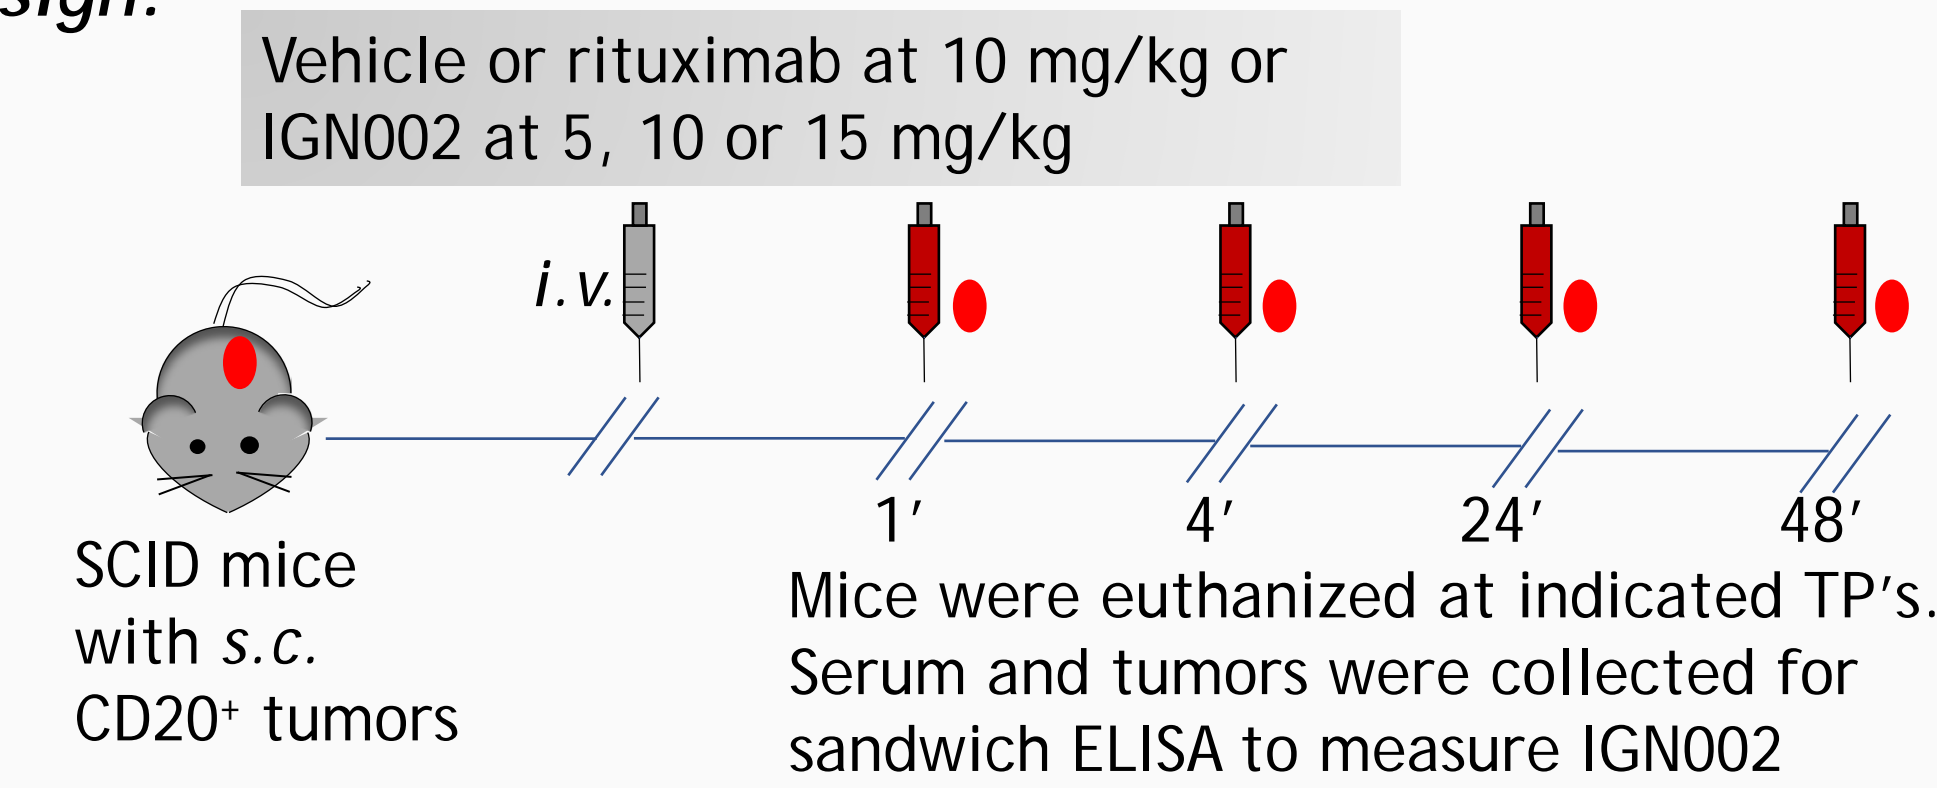 sign:
Vehicle or rituximab at 10 mg/kg or
IGN002 at 5, 10 or 15 mg/kg
i.v.
1’ 4’ 24’ 48’
SCID mice
with s.c.
CD20⁺ tumors
Mice were euthanized at indicated TP’s.
Serum and tumors were collected for
sandwich ELISA to measure IGN002